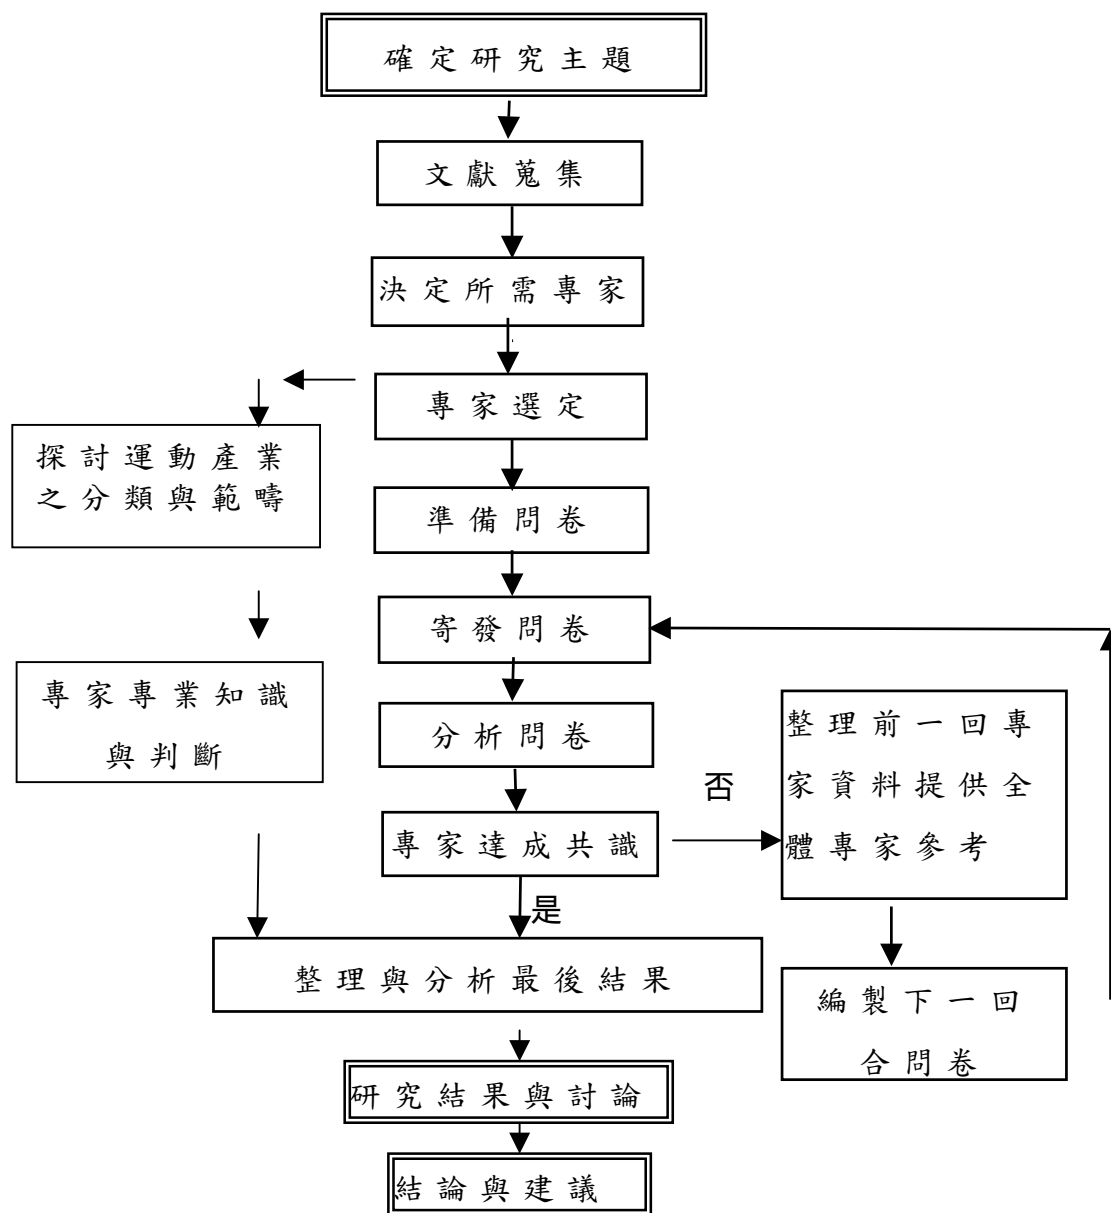 確定研究主題
文獻蒐集
決定所需專家
專家選定
探討運動產業
之分類與範疇
準備問卷
寄發問卷
專家專業知識
與判斷
分析問卷
整理前一回專
家資料提供全
體專家參考
否
專家達成共識
是
整理與分析最後結果
編製下一回
合問卷
研究結果與討論
結論與建議